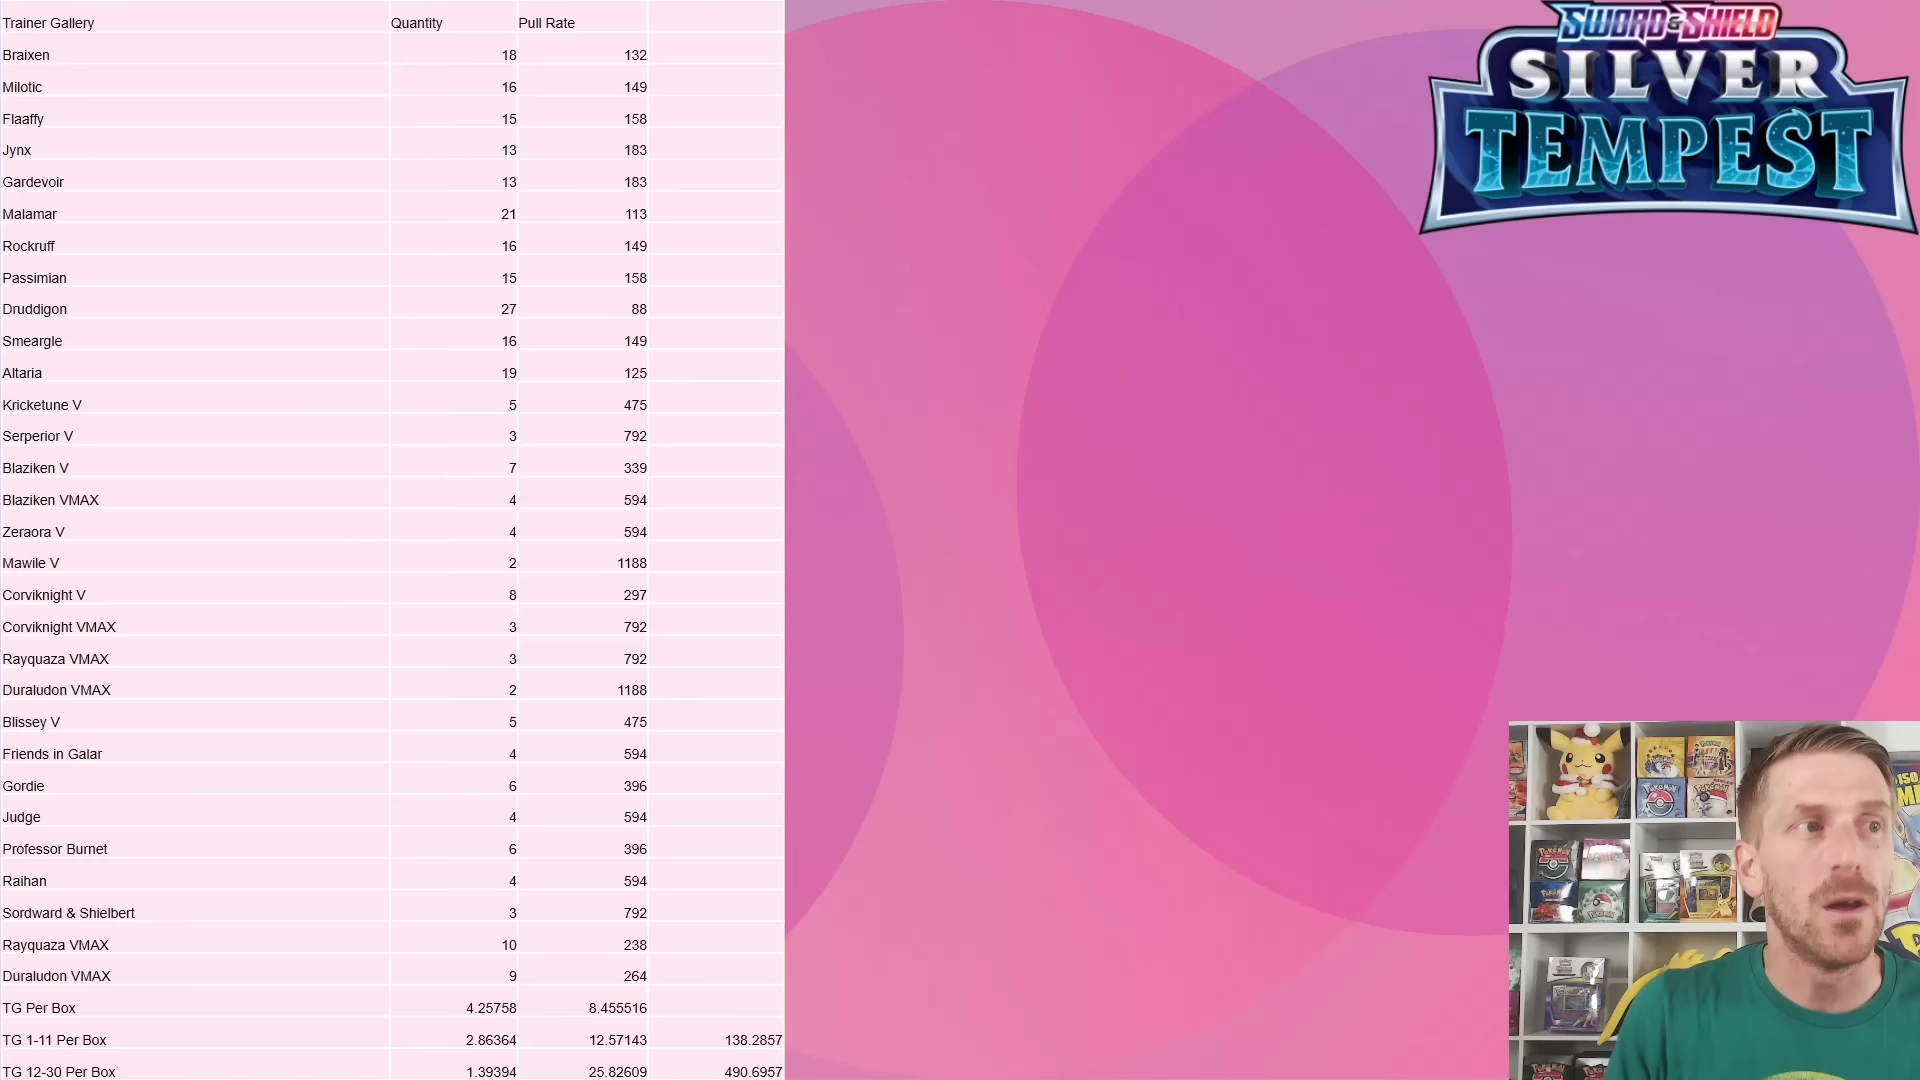 Trainer Gallery Quantity Pull Rate
Braixen 18 132
Milotic 16 149
Flaaffy 15 158
Jynx 13 183
Gardevoir 13 183
Malamar 21 113
Rockruff 16 149
Passimian 15 158
Druddigon 27 88
Smeargle 16 149
Altaria 19 125
Kricketune V 5 475
Serperior V 3 792
Blaziken V 7 339
Blaziken VMAX 4 594
Zeraora V 4 594
Mawile V 2 1188
Corviknight V 8 297
Corviknight VMAX 3 792
Rayquaza VMAX 3 792
Duraludon VMAX 2 1188
Blissey V 5 475
Friends in Galar 4 594
Gordie 6 396
Judge 4 594
Professor Burnet 6 396
Raihan 4 594
Sordward & Shielbert 3 792
Rayquaza VMAX 10 238
Duraludon VMAX 9 264
TG Per Box 4.25758 8.455516
TG 1-11 Per Box 2.86364 12.57143 138.2857
TG 12-30 Per Box 1.39394 25.82609 490.6957
SWORD & SHIELD
SILVER
TEMPEST